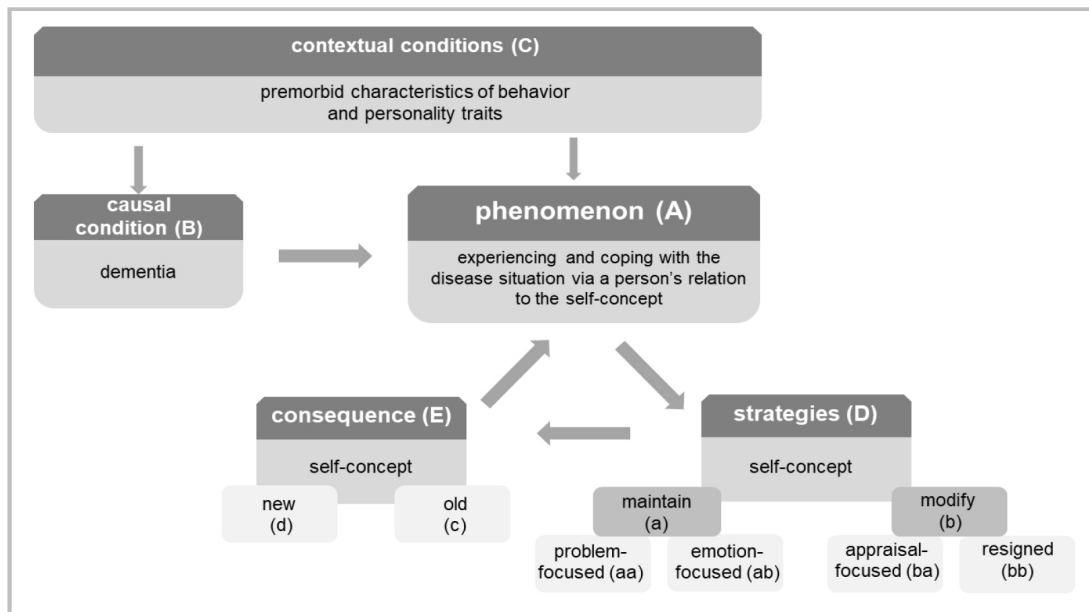 contextual conditions (C)
premorbid characteristics of behavior
and personality traits
causal
condition (B)
dementia
phenomenon (A)
experiencing and coping with the
disease situation via a person's relation
to the self-concept
consequence (E)
self-concept
new
(d)
old
(c)
strategies (D)
self-concept
maintain
(a)
modify
(b)
problem-
focused (aa)
emotion-
focused (ab)
appraisal-
focused (ba)
resigned
(bb)